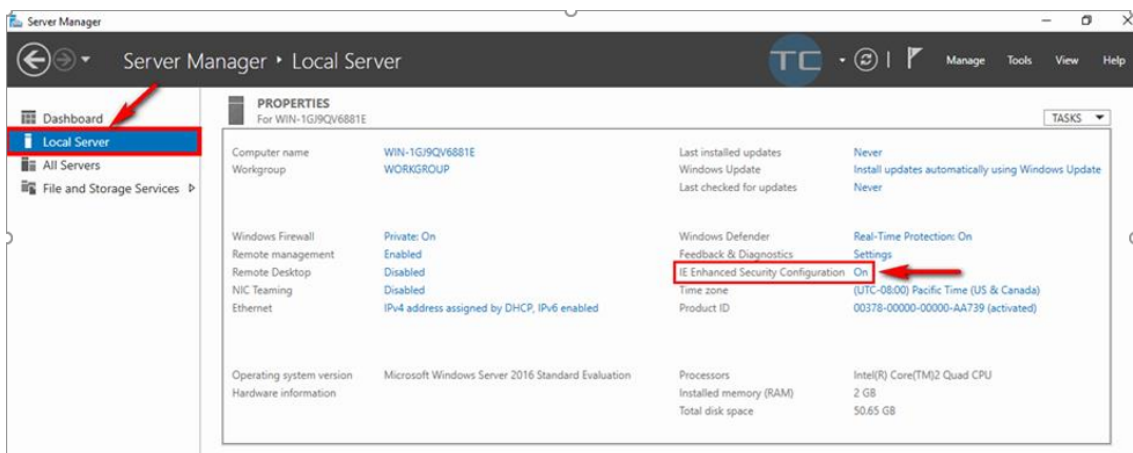 Server Manager
Server Manager • Local Server
TC
Manage Tools View Help
Dashboard
Local Server
All Servers
File and Storage Services
PROPERTIES
For WIN-1GJ9QV6881E
TASKS
Computer name WIN-1GJ9QV6881E
Workgroup WORKGROUP
Last installed updates Never
Windows Update Install updates automatically using Windows Update
Last checked for updates Never
Windows Firewall Private: On
Remote management Enabled
Remote Desktop Disabled
NIC Teaming Disabled
Ethernet IPv4 address assigned by DHCP, IPv6 enabled
Windows Defender Real-Time Protection: On
Feedback & Diagnostics Settings
IE Enhanced Security Configuration On
Time zone (UTC-08:00) Pacific Time (US & Canada)
Product ID 00378-00000-00000-AA739 (activated)
Operating system version Microsoft Windows Server 2016 Standard Evaluation
Hardware information
Processors Intel(R) Core(TM)2 Quad CPU
Installed memory (RAM) 2 GB
Total disk space 50.65 GB